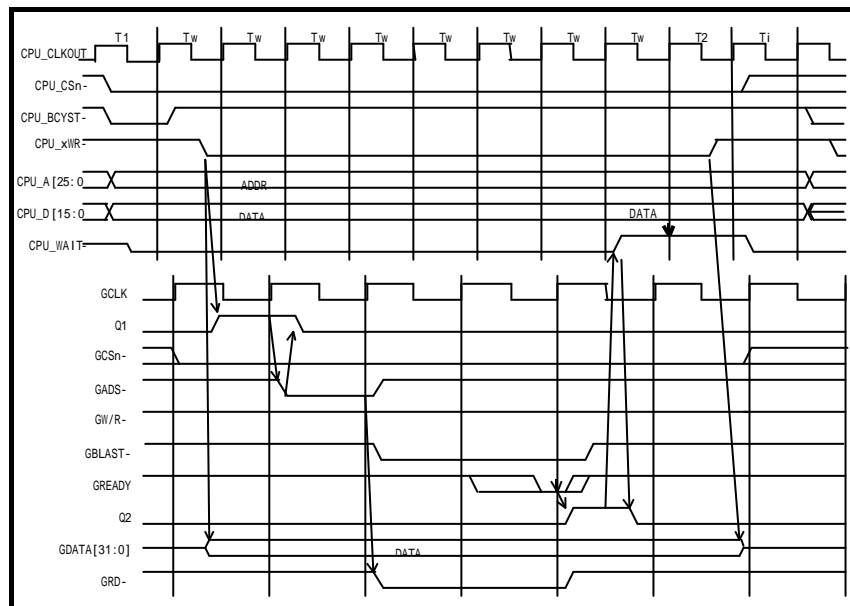 T1 Tw Tw Tw Tw Tw Tw Tw Tw T2 Ti
CPU_CLKOUT
CPU_CSn-
CPU_BCYST-
CPU_xWR-
CPU_A[25:0
ADDR
CPU_D[15:0
DATA
DATA
CPU_WAIT-
GCLK
Q1
GCSn-
GADS-
GW/R-
GBLAST-
GREADY
Q2
GDATA[31:0]
DATA
GRD-